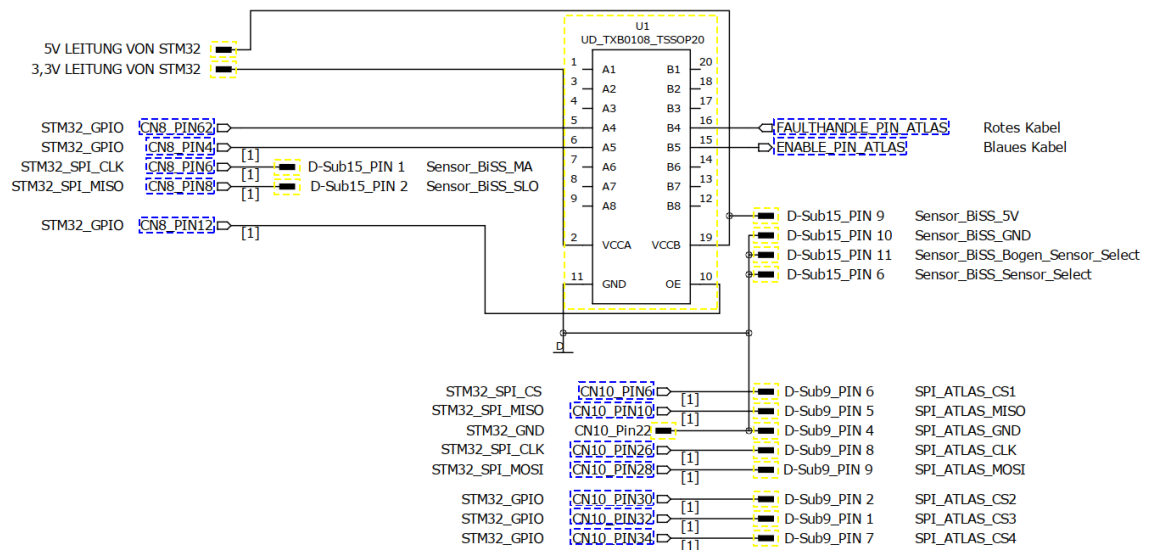 U1
UD_TXB0108_TSSOP20
5V LEITUNG VON STM32
3,3V LEITUNG VON STM32
1 A1 B1 20
3 A2 B2 18
4 A3 B3 17
STM32_GPIO CN8_PIN62 5 A4 B4 16 FAULTHANDLE_PIN_ATLAS Rotes Kabel
STM32_GPIO CN8_PIN4 6 A5 B5 15 ENABLE_PIN_ATLAS Blaues Kabel
[1]
STM32_SPI_CLK CN8_PIN6 D-Sub15_PIN 1 Sensor_BiSS_MA 7 A6 B6 14
[1]
STM32_SPI_MISO CN8_PIN8 D-Sub15_PIN 2 Sensor_BiSS_SLO 8 A7 B7 13
[1]
9 A8 B8 12
D-Sub15_PIN 9 Sensor_BiSS_5V
STM32_GPIO CN8_PIN12
[1]
D-Sub15_PIN 10 Sensor_BiSS_GND
2 VCCA VCCB 19
D-Sub15_PIN 11 Sensor_BiSS_Bogen_Sensor_Select
D-Sub15_PIN 6 Sensor_BiSS_Sensor_Select
11 GND OE 10
D
STM32_SPI_CS CN10_PIN6 D-Sub9_PIN 6 SPI_ATLAS_CS1
[1]
STM32_SPI_MISO CN10_PIN10 D-Sub9_PIN 5 SPI_ATLAS_MISO
[1]
STM32_GND CN10_Pin22 D-Sub9_PIN 4 SPI_ATLAS_GND
STM32_SPI_CLK CN10_PIN26 D-Sub9_PIN 8 SPI_ATLAS_CLK
[1]
STM32_SPI_MOSI CN10_PIN28 D-Sub9_PIN 9 SPI_ATLAS_MOSI
[1]
STM32_GPIO CN10_PIN30 D-Sub9_PIN 2 SPI_ATLAS_CS2
[1]
STM32_GPIO CN10_PIN32 D-Sub9_PIN 1 SPI_ATLAS_CS3
[1]
STM32_GPIO CN10_PIN34 D-Sub9_PIN 7 SPI_ATLAS_CS4
[1]